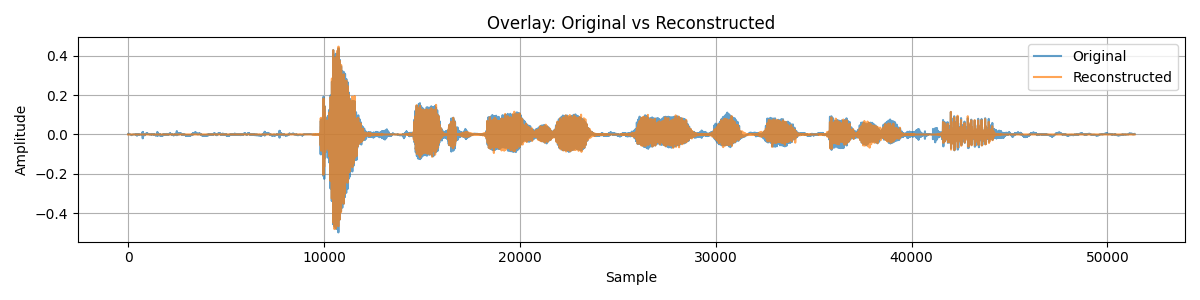 Overlay: Original vs Reconstructed
Original
Reconstructed
Amplitude
0.4
0.2
0.0
−0.2
−0.4
0 10000 20000 30000 40000 50000
Sample